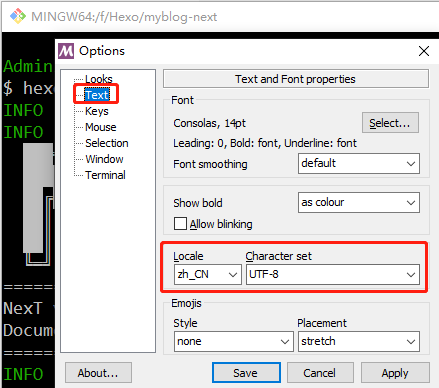 MINGW64:/f/Hexo/myblog-next
Admin
$ hexo
INFO
INFO
=====
NexT
Docume
=====
INFO
Options
Looks
Text
Keys
Mouse
Selection
Window
Terminal
Text and Font properties
Font
Consolas, 14pt
Select...
Leading: 0, Bold: font, Underline: font
Font smoothing default
Show bold as colour
Allow blinking
Locale Character set
zh_CN UTF-8
Emojis
Style Placement
none stretch
About... Save Cancel Apply